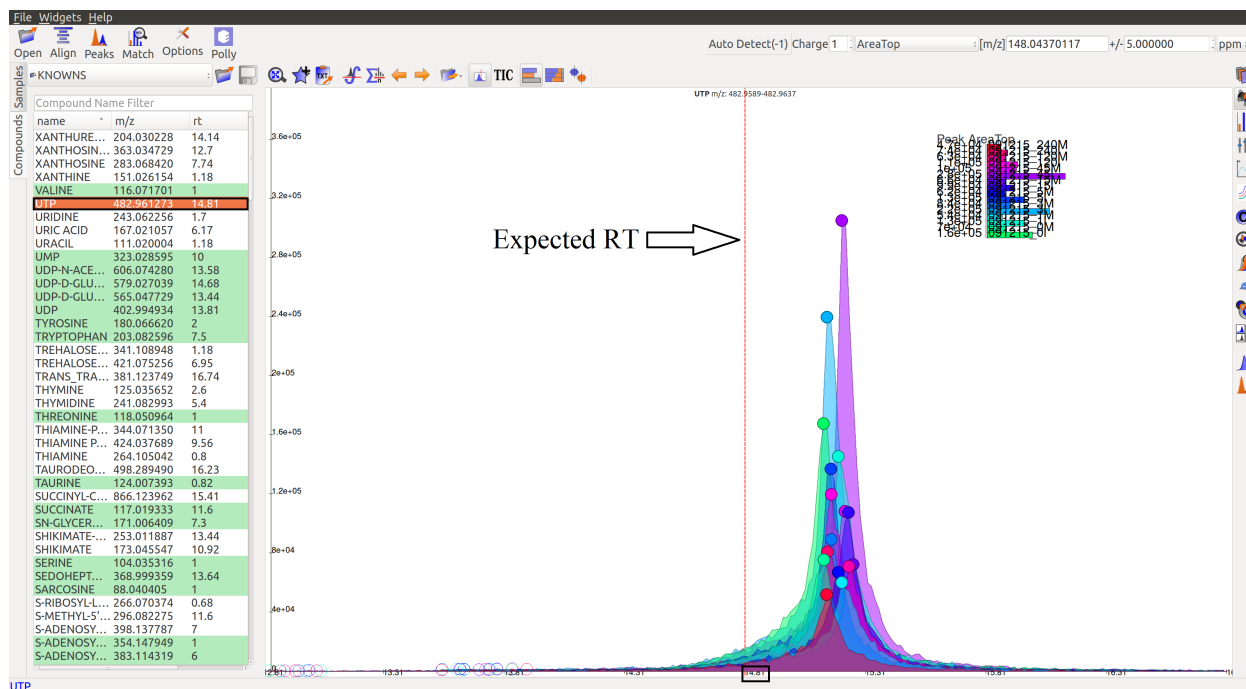 File Widgets Help
Open Align Peaks Match Options Polly
Auto Detect(-1) Charge 1 AreaTop [m/z] 148.04370117 +/- 5.000000 ppm
Samples
Compounds
KNOWNS
TXT TIC
Compound Name Filter
name m/z rt
XANTHURE... 204.030228 14.14
XANTHOSIN... 363.034729 12.7
XANTHOSINE 283.068420 7.74
XANTHINE 151.026154 1.18
VALINE 116.071701 1
UTP 482.961273 14.81
URIDINE 243.062256 1.7
URIC ACID 167.021057 6.17
URACIL 111.020004 1.18
UMP 323.028595 10
UDP-N-ACE... 606.074280 13.58
UDP-D-GLU... 579.027039 14.68
UDP-D-GLU... 565.047729 13.44
UDP 402.994934 13.81
TYROSINE 180.066620 2
TRYPTOPHAN 203.082596 7.5
TREHALOSE... 341.108948 1.18
TREHALOSE... 421.075256 6.95
TRANS_TRA... 381.123749 16.74
THYMINE 125.035652 2.6
THYMIDINE 241.082993 5.4
THREONINE 118.050964 1
THIAMINE-P... 344.071350 11
THIAMINE P... 424.037689 9.56
THIAMINE 264.105042 0.8
TAURODEO... 498.289490 16.23
TAURINE 124.007393 0.82
SUCCINYL-C... 866.123962 15.41
SUCCINATE 117.019333 11.6
SN-GLYCER... 171.006409 7.3
SHIKIMATE-... 253.011887 13.44
SHIKIMATE 173.045547 10.92
SERINE 104.035316 1
SEDOHEPT... 368.999359 13.64
SARCOSINE 88.040405 1
S-RIBOSYL-L... 266.070374 0.68
S-METHYL-5'... 296.082275 11.6
S-ADENOSY... 398.137787 7
S-ADENOSY... 354.147949 1
S-ADENOSY... 383.114319 6
UTP m/z: 482.9589-482.9637
Peak AreaTop
3.6e+05
3.2e+05
2.8e+05
2.4e+05
2e+05
1.6e+05
1.2e+05
8e+04
4e+04
Expected RT
12.81 13.31 13.81 14.31 14.81 15.31 15.81 16.31
UTP